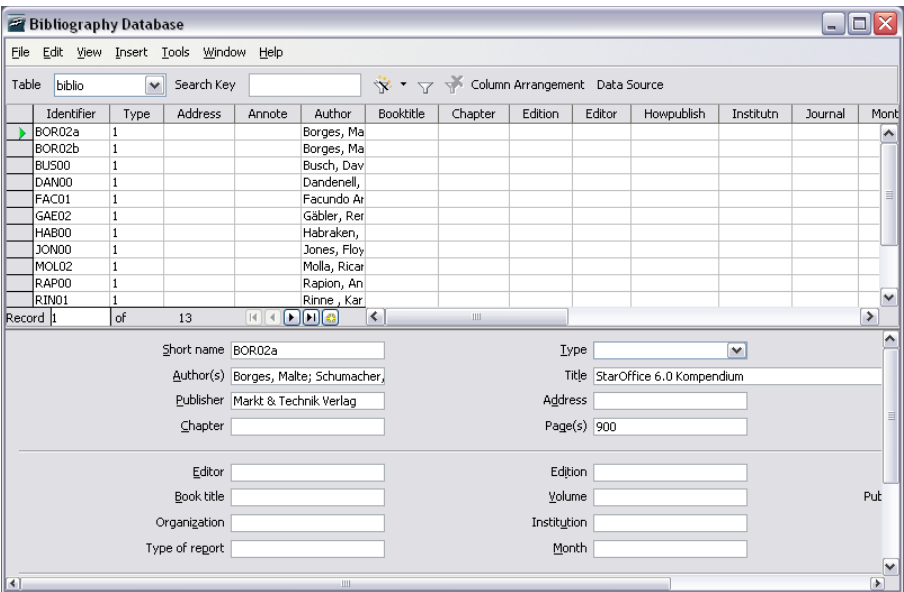 Bibliography Database
File Edit View Insert Tools Window Help
Table biblio Search Key Column Arrangement Data Source
Identifier Type Address Annote Author Booktitle Chapter Edition Editor Howpublish Institutn Journal Mont
BOR02a 1 Borges, Ma
BOR02b 1 Borges, Ma
BUS00 1 Busch, Dav
DAN00 1 Dandenell,
FAC01 1 Facundo Ar
GAE02 1 Gäbler, Rer
HAB00 1 Habraken,
JON00 1 Jones, Floy
MOL02 1 Molla, Ricar
RAP00 1 Rapion, An
RIN01 1 Rinne , Kar
Record 1 of 13
Short name BOR02a Type
Author(s) Borges, Malte; Schumacher, Title StarOffice 6.0 Kompendium
Publisher Markt & Technik Verlag Address
Chapter Page(s) 900
Editor Edition
Book title Volume Put
Organization Institution
Type of report Month